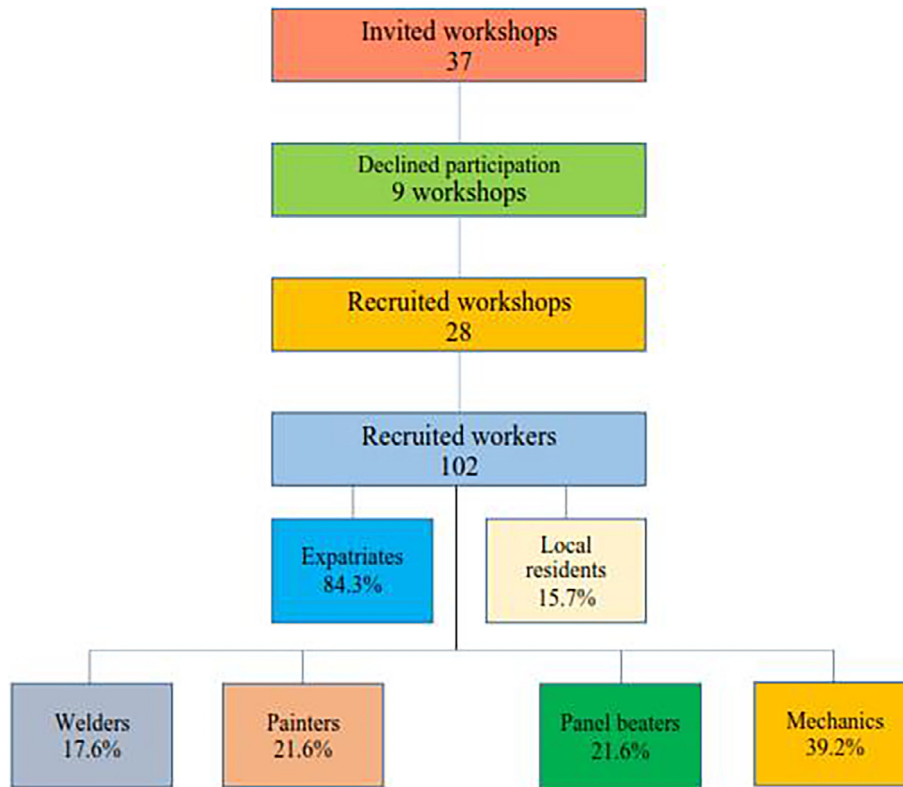 Invited workshops
37
Declined participation
9 workshops
Recruited workshops
28
Recruited workers
102
Expatriates
84.3%
Local
residents
15.7%
Welders
17.6%
Painters
21.6%
Panel beaters
21.6%
Mechanics
39.2%